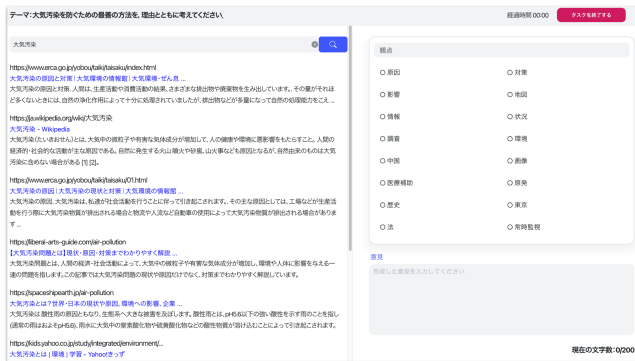 テーマ:大気汚染を防ぐための最善の方法を, 理由とともに考えてください。
経過時間 00:00
タスクを終了する
大気汚染
https://www.erca.go.jp/yobou/taiki/taisaku/index.html
大気汚染の原因と対策 | 大気環境の情報館 | 大気環境・ぜん息 ...
大気汚染の原因と対策. 人間は、生産活動や消費活動の結果、さまざまな排出物や廃棄物を生み出しています。その量がそれほ
ど多くないときには、自然の浄化作用によって十分に処理されていましたが、排出物などが多量になって自然の処理能力をこえ ...
https://ja.wikipedia.org/wiki/大気汚染
大気汚染 - Wikipedia
大気汚染(たいきおせん)とは、大気中の微粒子や有害な気体成分が増加して、人の健康や環境に悪影響をもたらすこと。人間の
経済的・社会的な活動が主な原因である。自然に発生する火山噴火や砂嵐、山火事なども原因となるが、自然由来のものは大気
汚染に含めない場合がある [1] [2]。
https://www.erca.go.jp/yobou/taiki/taisaku/01.html
大気汚染の原因 | 大気汚染の現状と対策 | 大気環境の情報館 ...
大気汚染の原因. 大気汚染は、私達が社会活動を行うことに伴って引き起こされます。その主な原因としては、工場などが生産活
動を行う際に大気汚染物質が排出される場合と物流や人流など自動車の使用によって大気汚染物質が排出される場合がありま
す ...
https://liberal-arts-guide.com/air-pollution
【大気汚染問題とは】現状・原因・対策までわかりやすく解説 ...
大気汚染問題とは、人間の経済・社会活動によって、大気中の微粒子や有害な気体成分が増加し、環境や人体に影響を与える一
連の問題を指します。この記事では大気汚染問題の現状や原因だけでなく、対策までわかりやすく解説しています。
https://spaceshipearth.jp/air-pollution
大気汚染とは?世界・日本の現状や原因、環境への影響、企業 ...
大気汚染は酸性雨の原因ともなり、生態系へ大きな被害を及ぼします。酸性雨とは、pH5.6以下の強い酸性を示す雨のことを指し
(通常の雨はおよそpH5.6)、雨水に大気中の窒素酸化物や硫黄酸化物などの酸性物質が溶け込むことによって引き起こされます。
https://kids.yahoo.co.jp/study/integrated/environment/...
大気汚染とは | 環境 | 学習 - Yahoo!きっず
観点
原因
対策
影響
地図
情報
状況
調査
環境
中国
画像
医療補助
原発
歴史
東京
法
常時監視
意見
形成した意見を入力してください
現在の文字数: 0/200